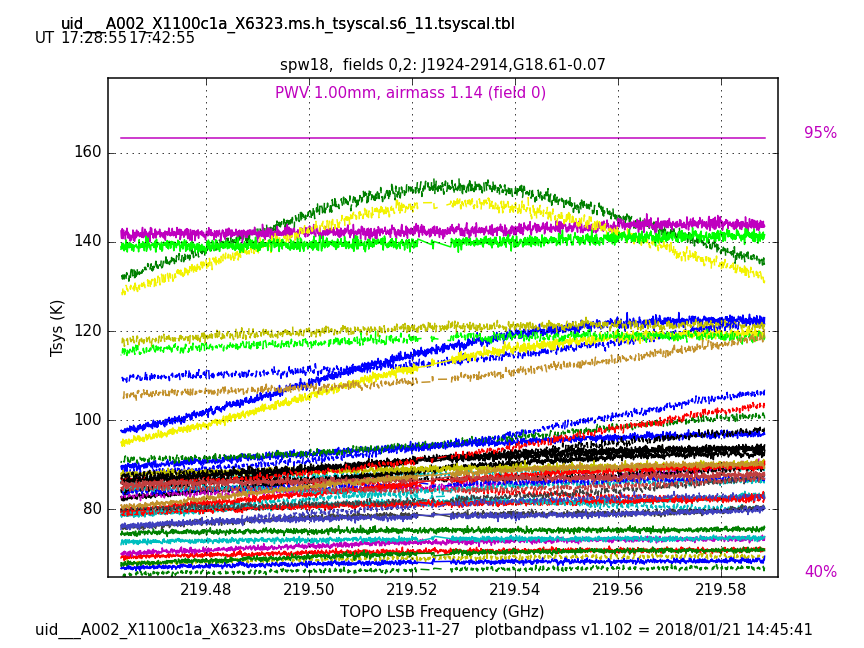 uid___A002_X1100c1a_X6323.ms.h_tsyscal.s6_11.tsyscal.tbl
UT 17:28:55 17:42:55
spw18,  fields 0,2: J1924-2914,G18.61-0.07
PWV 1.00mm, airmass 1.14 (field 0)
95%
160
140
120
100
80
Tsys (K)
40%
219.48 219.50 219.52 219.54 219.56 219.58
TOPO LSB Frequency (GHz)
uid___A002_X1100c1a_X6323.ms  ObsDate=2023-11-27   plotbandpass v1.102 = 2018/01/21 14:45:41